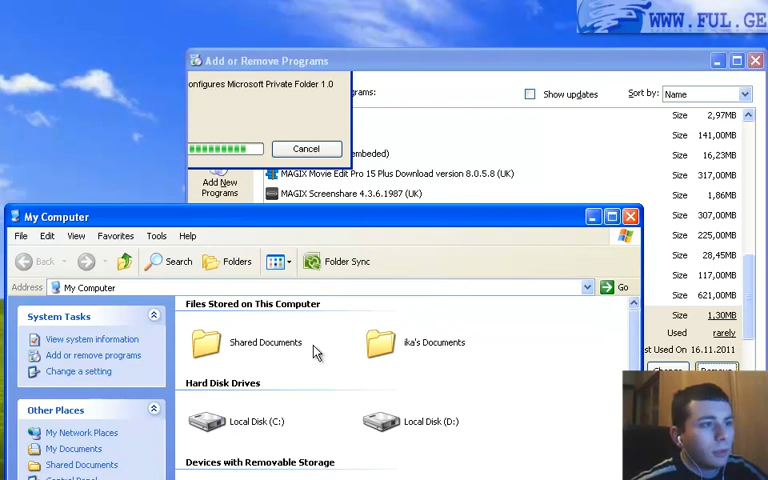 WWW.FUL.GE
Add or Remove Programs
onfigures Microsoft Private Folder 1.0
grams:
Show updates
Sort by:
Name
Size
2,97MB
Cancel
Size
141,00MB
mbeded)
Size
16,23MB
MAGIX Movie Edit Pro 15 Plus Download version 8.0.5.8 (UK)
Size
317,00MB
Add New
Programs
MAGIX Screenshare 4.3.6.1987 (UK)
Size
1,86MB
My Computer
Size
307,00MB
File Edit View Favorites Tools Help
Size
225,00MB
Back
Search
Folders
Folder Sync
Size
28,45MB
Size
117,00MB
Address
My Computer
Go
Size
621,00MB
System Tasks
Files Stored on This Computer
Size
1,30MB
View system information
Shared Documents
ika's Documents
Used
rarely
Add or remove programs
st Used On 16.11.2011
Change a setting
Hard Disk Drives
Change
Remove
Other Places
My Network Places
Local Disk (C:)
Local Disk (D:)
My Documents
Shared Documents
Devices with Removable Storage
Control Panel